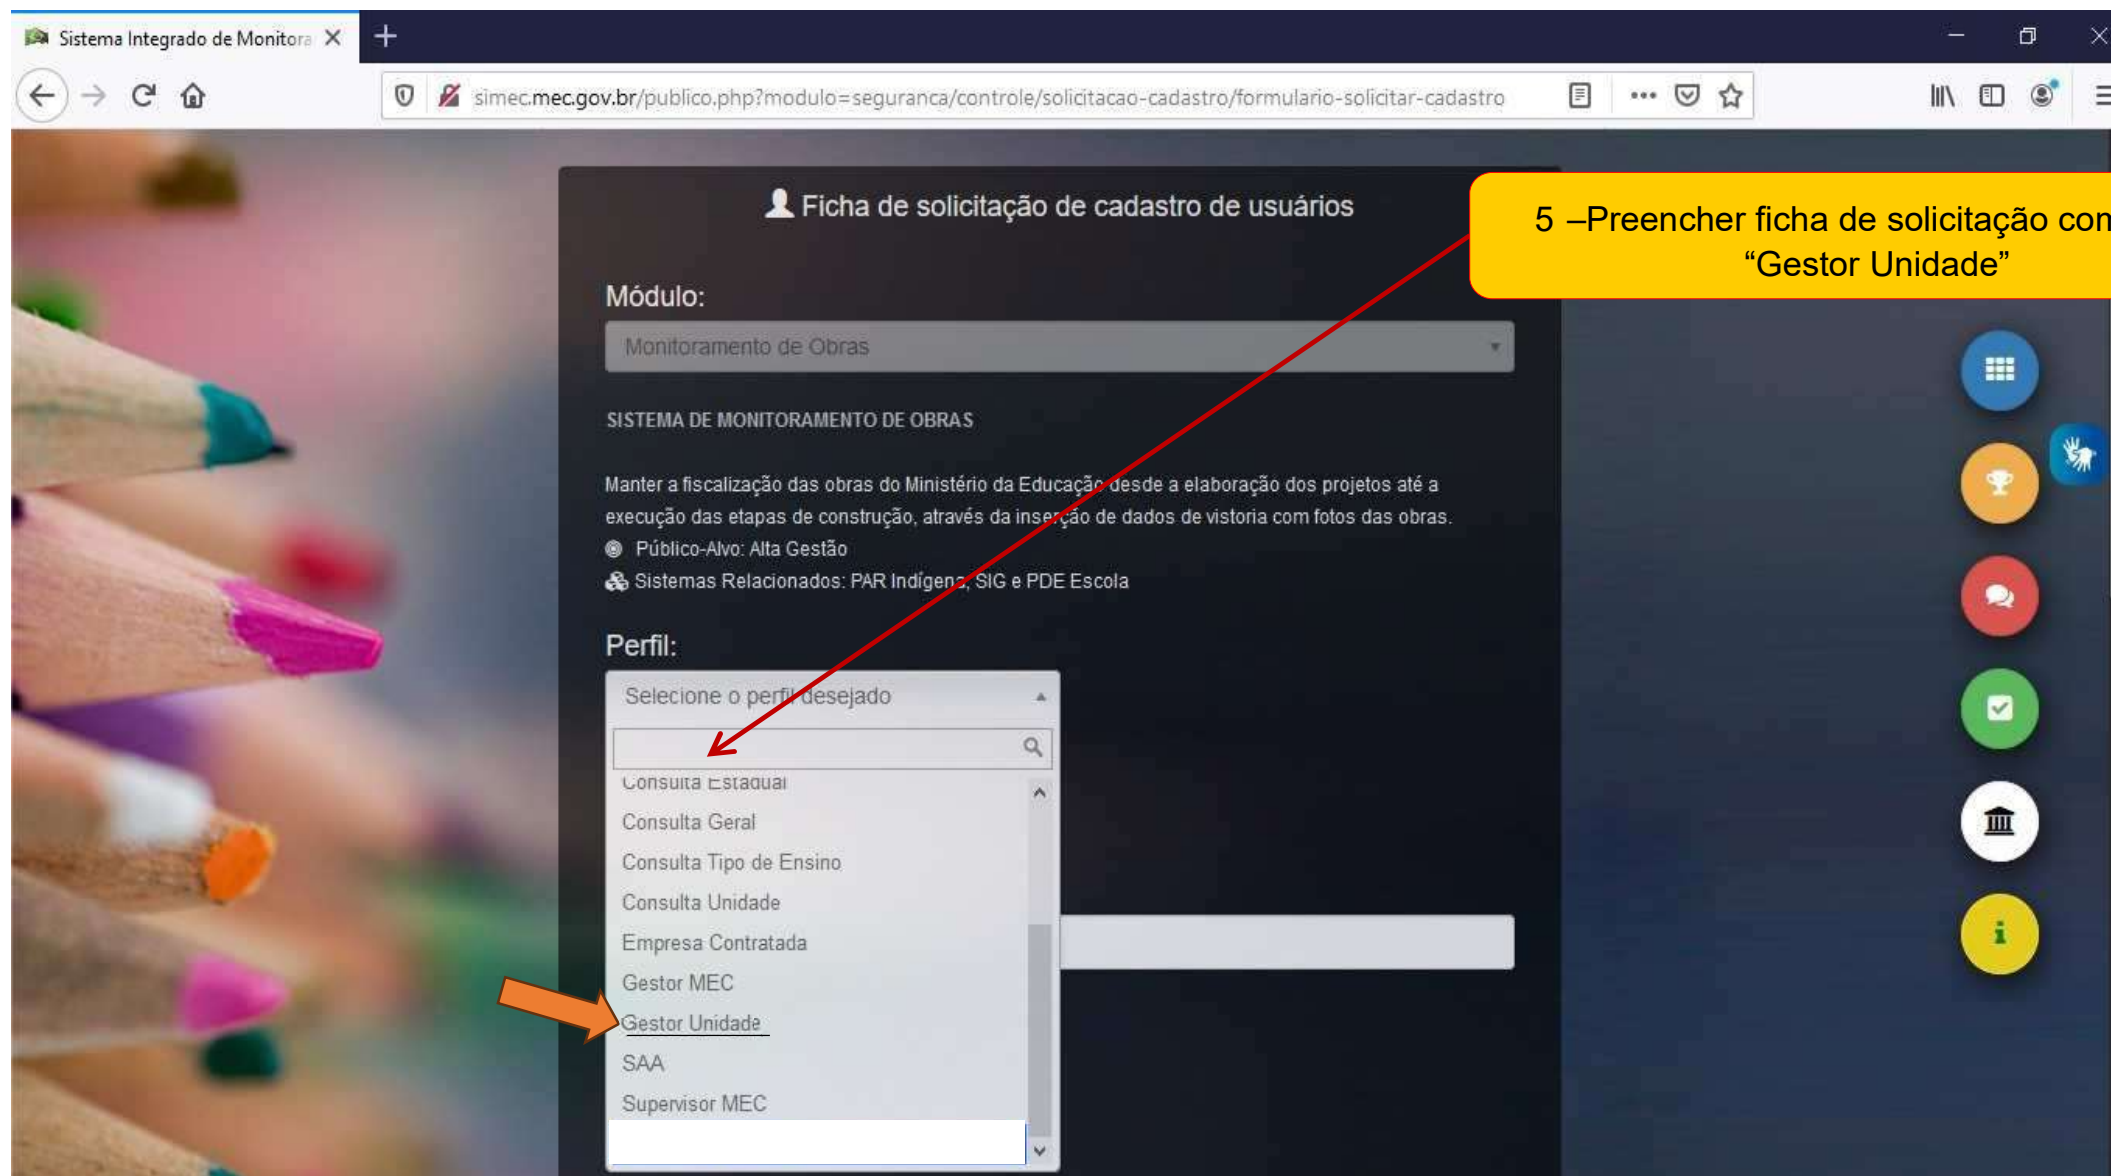 Sistema Integrado de Monitora
simec.mec.gov.br/publico.php?modulo=seguranca/controle/solicitacao-cadastro/formulario-solicitar-cadastro
Ficha de solicitação de cadastro de usuários
5 –Preencher ficha de solicitação com
“Gestor Unidade”
Módulo:
Monitoramento de Obras
SISTEMA DE MONITORAMENTO DE OBRAS
Manter a fiscalização das obras do Ministério da Educação desde a elaboração dos projetos até a
execução das etapas de construção, através da inserção de dados de vistoria com fotos das obras.
Público-Alvo: Alta Gestão
Sistemas Relacionados: PAR Indígena, SIG e PDE Escola
Perfil:
Selecione o perfil desejado
Consulta Estadual
Consulta Geral
Consulta Tipo de Ensino
Consulta Unidade
Empresa Contratada
Gestor MEC
Gestor Unidade
SAA
Supervisor MEC